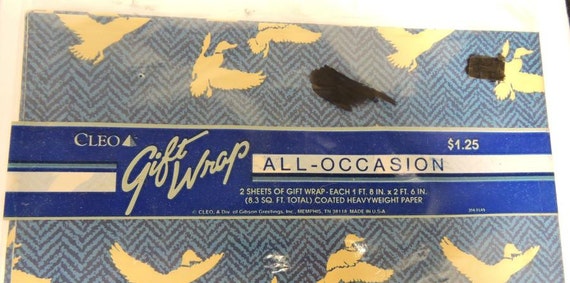 CLEO
Gift Wrap
ALL-OCCASION
$1.25
2 SHEETS OF GIFT WRAP-EACH 1 FT. 8 IN. x 2 FT. 6 IN.
(8.3 SQ. FT. TOTAL) COATED HEAVYWEIGHT PAPER
© CLEO, A Div. of Gibson Greetings, Inc., MEMPHIS, TN 38118 MADE IN U.S.A.